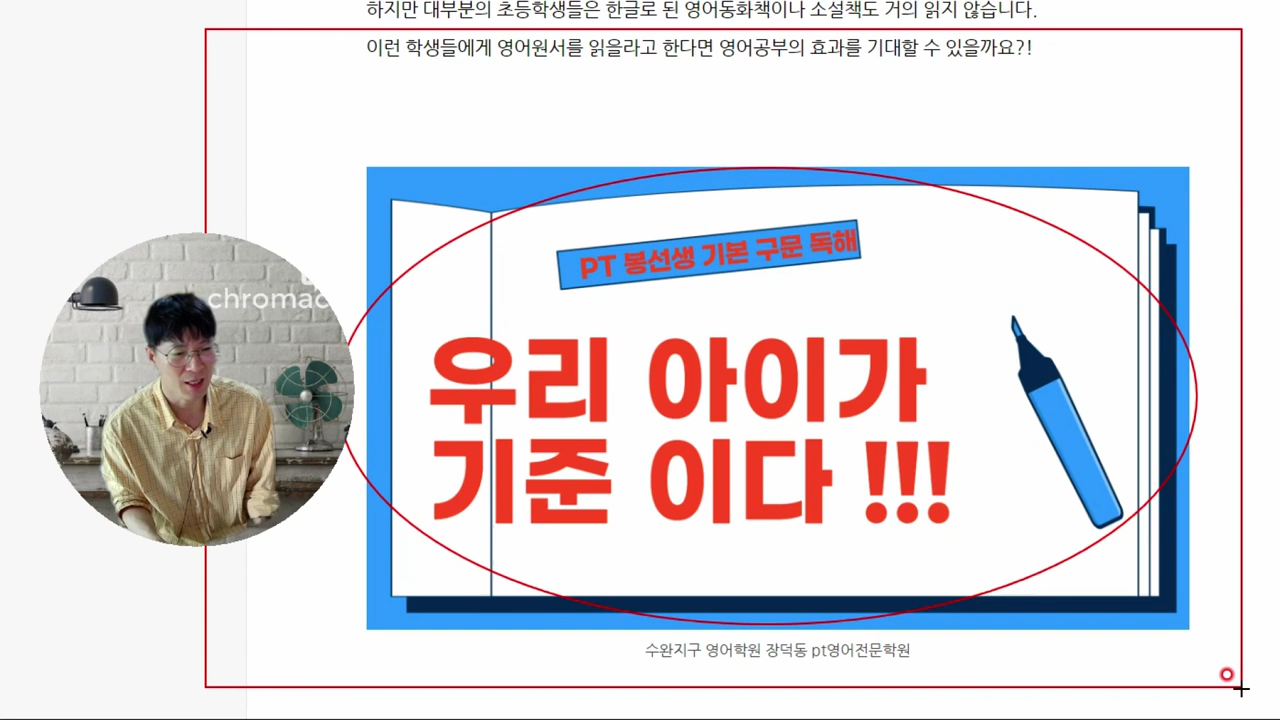 하지만 대부분의 초등학생들은 한글로 된 영어동화책이나 소설책도 거의 읽지 않습니다.
이런 학생들에게 영어원서를 읽을라고 한다면 영어공부의 효과를 기대할 수 있을까요?!
PT 봉선생 기본 구문 독해
chromac
우리 아이가
기준 이다 !!!
수완지구 영어학원 장덕동 pt영어전문학원